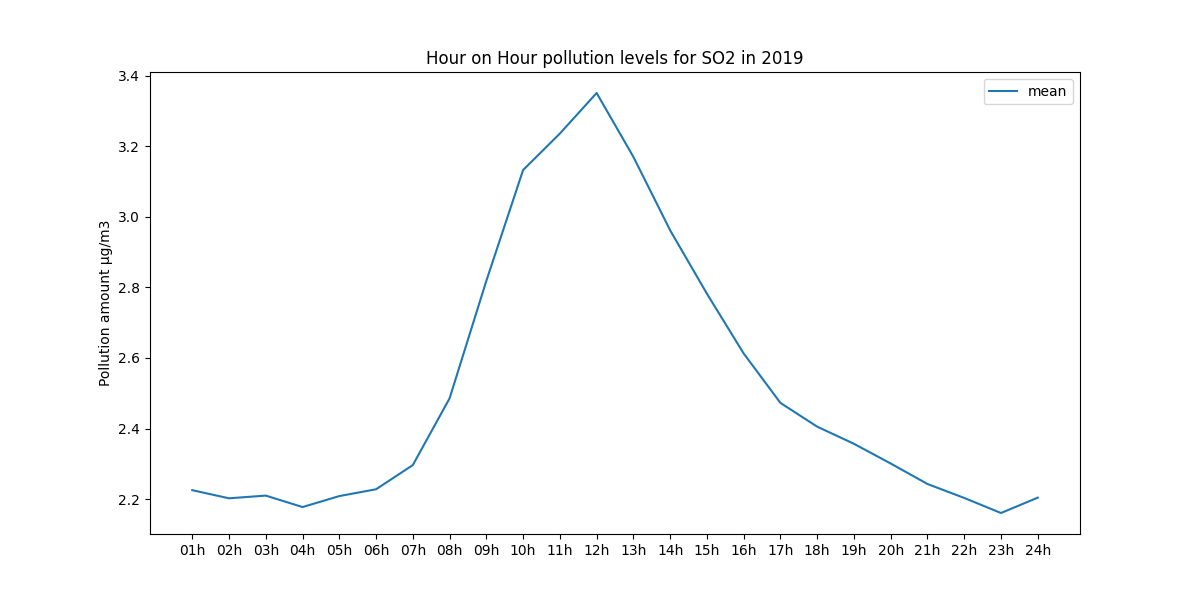 Hour on Hour pollution levels for SO2 in 2019
mean
Pollution amount µg/m3
3.4
3.2
3.0
2.8
2.6
2.4
2.2
01h 02h 03h 04h 05h 06h 07h 08h 09h 10h 11h 12h 13h 14h 15h 16h 17h 18h 19h 20h 21h 22h 23h 24h